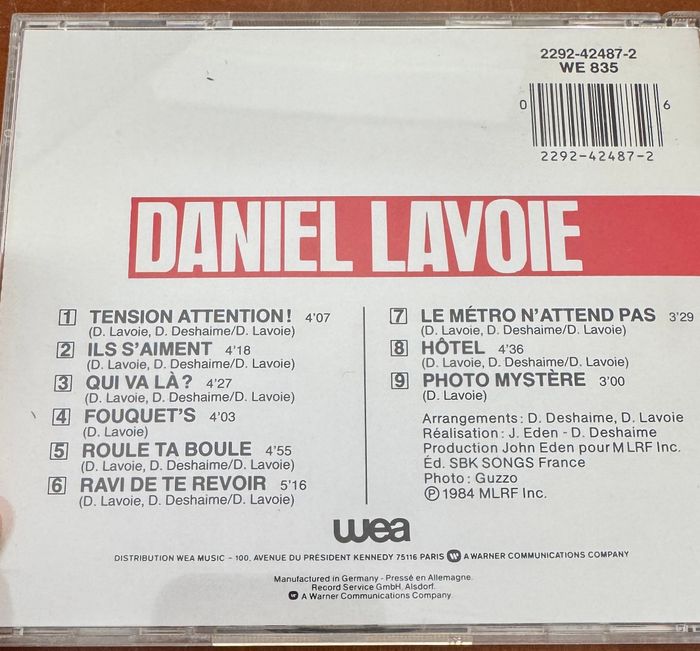 2292-42487-2
WE 835
0 6
2292-42487-2
DANIEL LAVOIE
1 TENSION ATTENTION! 4'07
(D. Lavoie, D. Deshaime/D. Lavoie)
2 ILS S'AIMENT 4'18
(D. Lavoie, D. Deshaime/D. Lavoie)
3 QUI VA LÀ? 4'27
(D. Lavoie, D. Deshaime/D. Lavoie)
4 FOUQUET'S 4'03
(D. Lavoie)
5 ROULE TA BOULE 4'55
(D. Lavoie, D. Deshaime/D. Lavoie)
6 RAVI DE TE REVOIR 5'16
(D. Lavoie, D. Deshaime/D. Lavoie)
7 LE MÉTRO N'ATTEND PAS 3'29
(D. Lavoie, D. Deshaime/D. Lavoie)
8 HÔTEL 4'36
(D. Lavoie, D. Deshaime/D. Lavoie)
9 PHOTO MYSTÈRE 3'00
(D. Lavoie)
Arrangements: D. Deshaime, D. Lavoie
Réalisation: J. Eden - D. Deshaime
Production John Eden pour MLRF Inc.
Éd. SBK SONGS France
Photo: Guzzo
℗ 1984 MLRF Inc.
wea
DISTRIBUTION WEA MUSIC - 100, AVENUE DU PRÉSIDENT KENNEDY 75116 PARIS A WARNER COMMUNICATIONS COMPANY
Manufactured in Germany - Pressé en Allemagne.
Record Service GmbH, Alsdorf.
A Warner Communications Company.